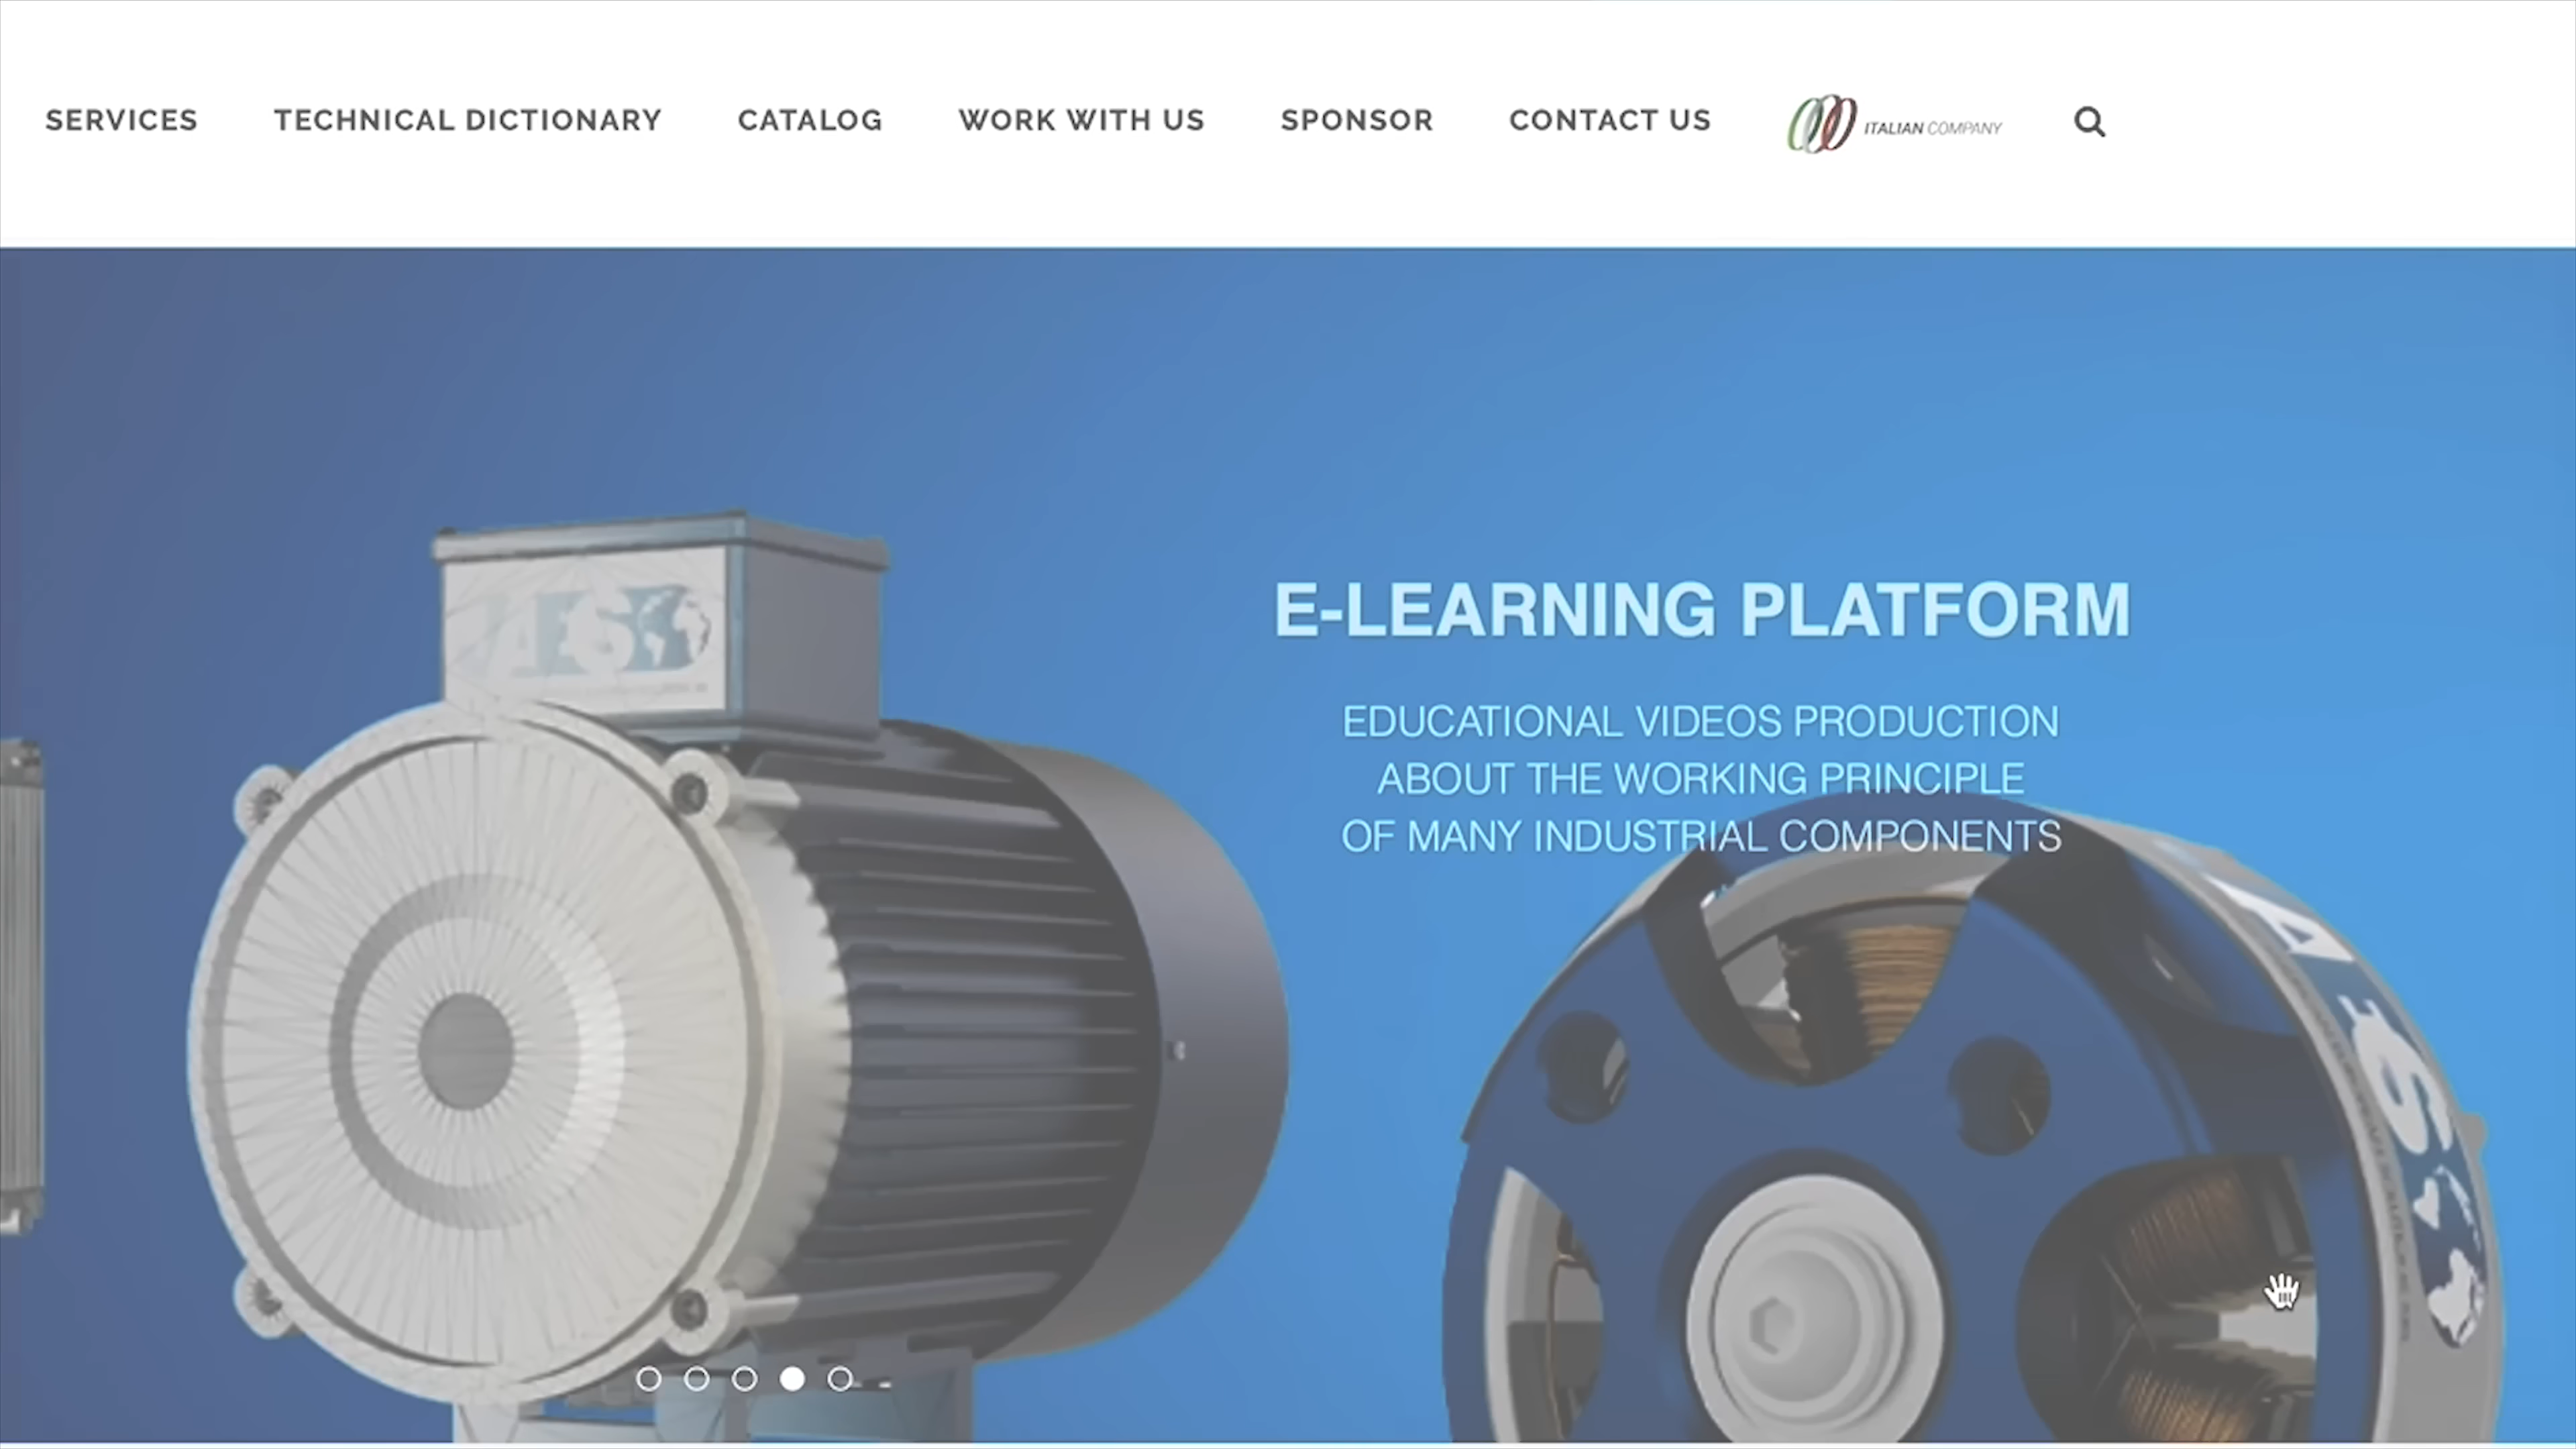 SERVICES TECHNICAL DICTIONARY CATALOG WORK WITH US SPONSOR CONTACT US ITALIAN COMPANY
E-LEARNING PLATFORM
EDUCATIONAL VIDEOS PRODUCTION
ABOUT THE WORKING PRINCIPLE
OF MANY INDUSTRIAL COMPONENTS